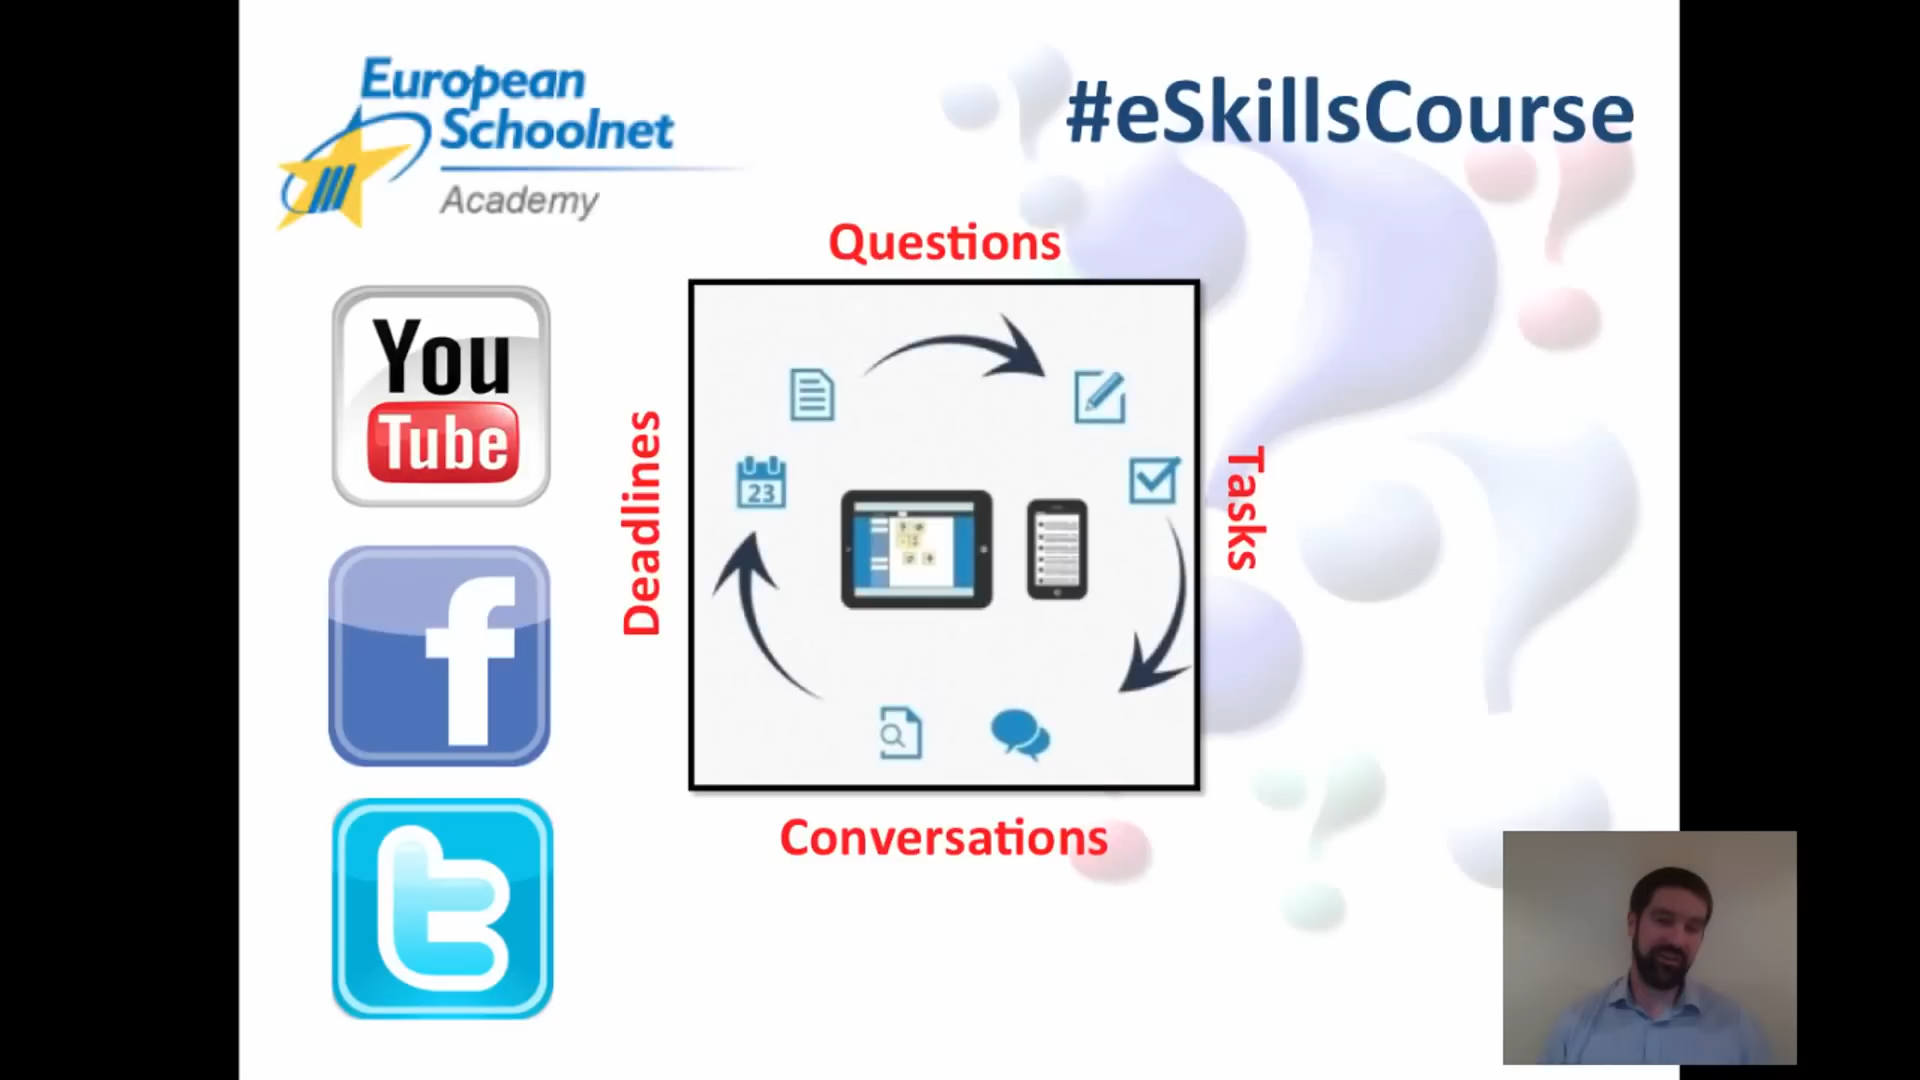 European
Schoolnet
Academy
#eSkillsCourse
Questions
You
Tube
Deadlines
23
Tasks
Conversations